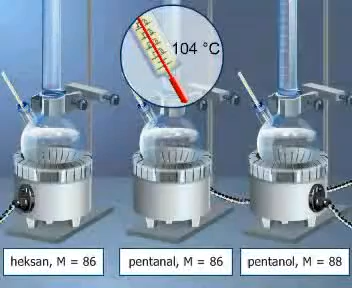 104 °C
heksan, M = 86
pentanal, M = 86
pentanol, M = 88